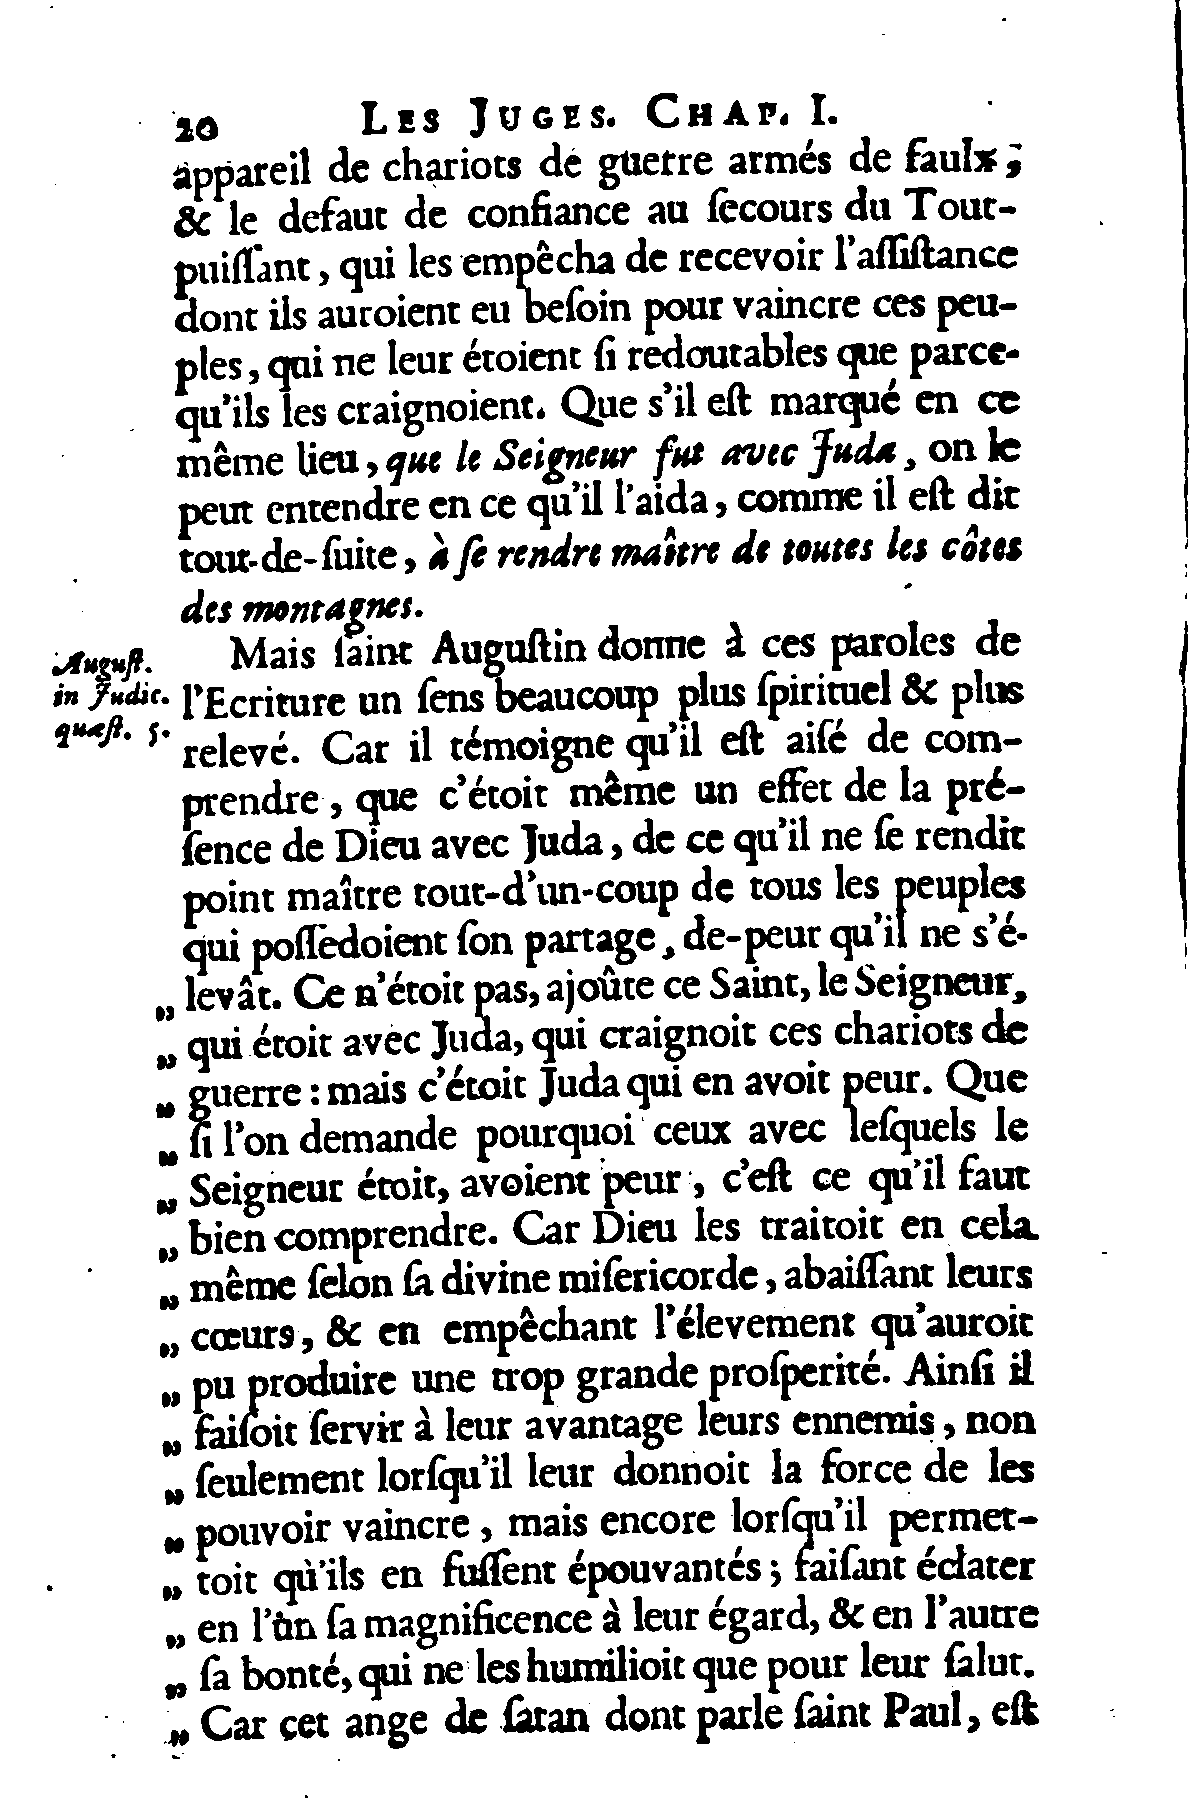 20 LES JUGES. CHAP. I.
appareil de chariots de guerre armés de faulx;
& le defaut de confiance au ſecours du Tout-
puiſſant, qui les empêcha de recevoir l'aſſiſtance
dont ils auroient eu beſoin pour vaincre ces peu-
ples, qui ne leur étoient ſi redoutables que parce-
qu'ils les craignoient. Que s'il eſt marqué en ce
même lieu, que le Seigneur fut avec Juda, on le
peut entendre en ce qu'il l'aida, comme il eſt dit
tout-de-ſuite, à ſe rendre maître de toutes les côtes
des montagnes.
Mais ſaint Auguſtin donne à ces paroles de
Auguſt.
in Judic.
quæſt. 5.
l'Ecriture un ſens beaucoup plus ſpirituel & plus
relevé. Car il témoigne qu'il eſt aiſé de com-
prendre, que c'étoit même un effet de la pré-
ſence de Dieu avec Juda, de ce qu'il ne ſe rendit
point maître tout-d'un-coup de tous les peuples
qui poſſedoient ſon partage, de-peur qu'il ne s'é-
„ levât. Ce n'étoit pas, ajoûte ce Saint, le Seigneur,
„ qui étoit avec Juda, qui craignoit ces chariots de
„ guerre : mais c'étoit Juda qui en avoit peur. Que
„ ſi l'on demande pourquoi ceux avec leſquels le
„ Seigneur étoit, avoient peur, c'eſt ce qu'il faut
„ bien comprendre. Car Dieu les traitoit en cela
„ même ſelon ſa divine miſericorde, abaiſſant leurs
„ cœurs, & en empêchant l'élevement qu'auroit
„ pu produire une trop grande proſperité. Ainſi il
„ faiſoit ſervir à leur avantage leurs ennemis, non
„ ſeulement lorſqu'il leur donnoit la force de les
„ pouvoir vaincre, mais encore lorſqu'il permet-
„ toit qu'ils en fuſſent épouvantés ; faiſant éclater
„ en l'un ſa magnificence à leur égard, & en l'autre
„ ſa bonté, qui ne les humilioit que pour leur ſalut.
„ Car cet ange de ſatan dont parle ſaint Paul, eſt